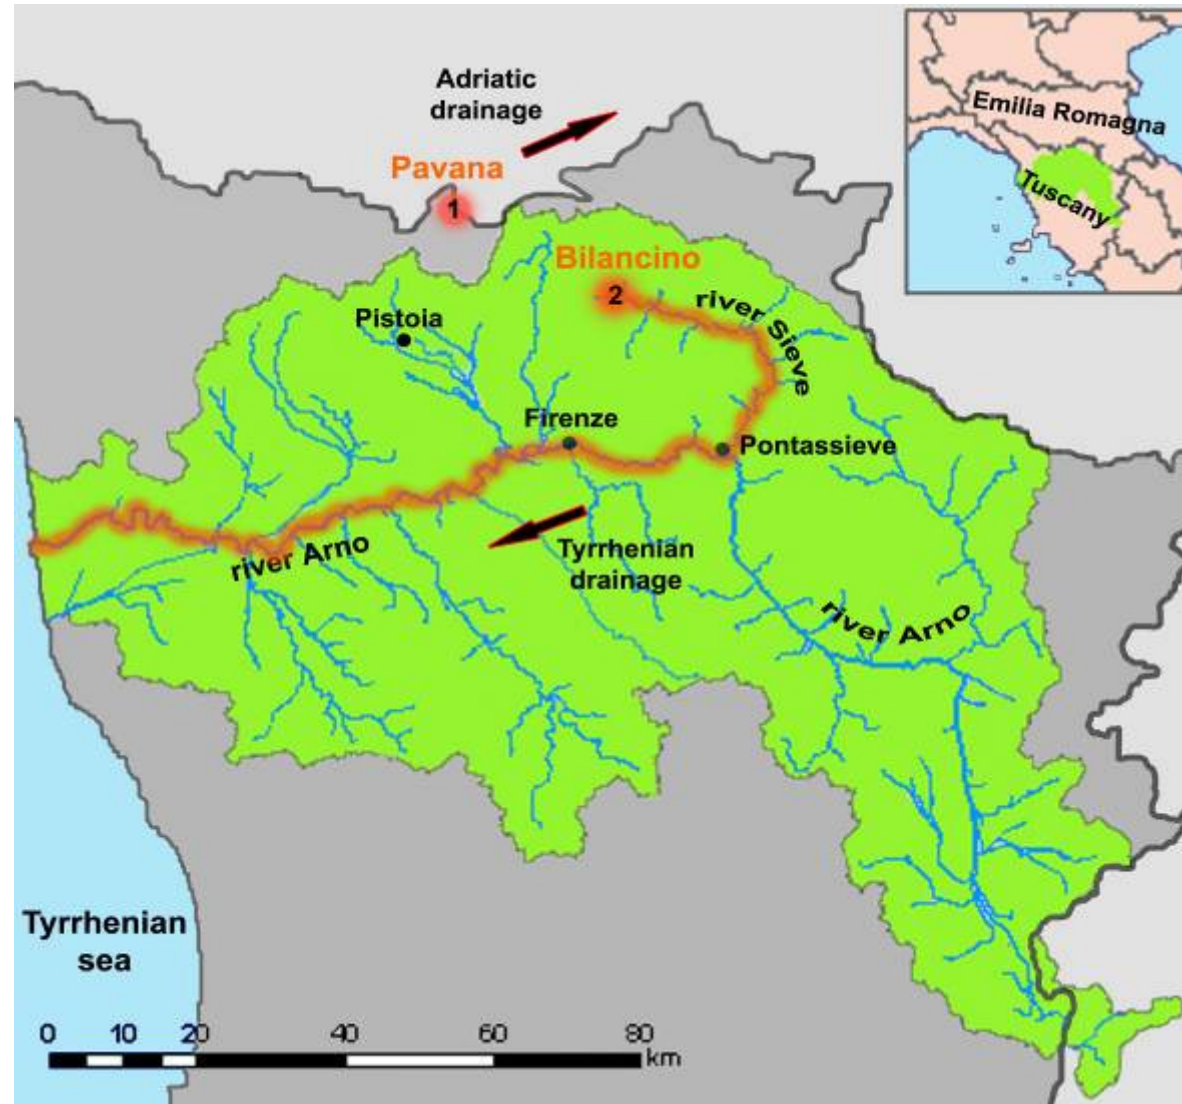 Adriatic
drainage
Emilia Romagna
Pavana
1
Tuscany
Bilancino
2
river Sieve
Pistoia
Firenze
Pontassieve
river Arno
Tyrrhenian
drainage
river Arno
Tyrrhenian
sea
0 10 20 40 60 80
km